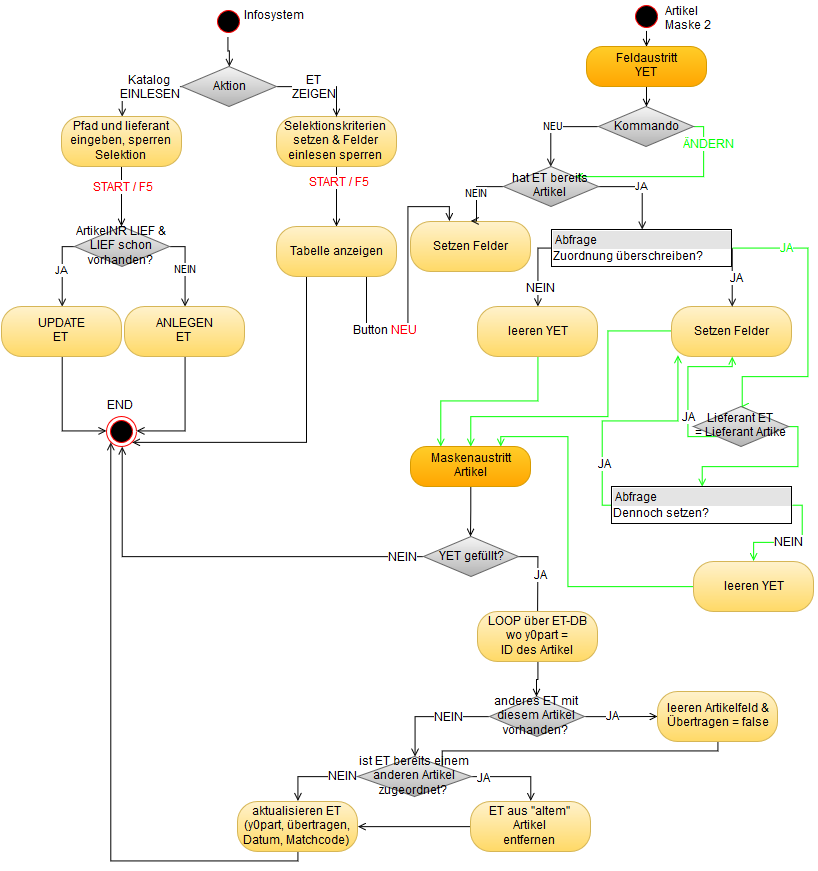 Infosystem
Artikel
Maske 2
Feldaustritt
YET
Katalog
EINLESEN
Aktion
ET
ZEIGEN
Pfad und lieferant
eingeben, sperren
Selektion
Selektionskriterien
setzen & Felder
einlesen sperren
NEU
Kommando
ÄNDERN
START / F5
START / F5
hat ET bereits
Artikel
NEIN
JA
ArtikelNR LIEF &
LIEF schon
vorhanden?
JA
NEIN
Tabelle anzeigen
Setzen Felder
Abfrage
Zuordnung überschreiben?
JA
NEIN
JA
UPDATE
ET
ANLEGEN
ET
Button NEU
leeren YET
Setzen Felder
END
JA
Lieferant ET
= Lieferant Artike
Maskenaustritt
Artikel
JA
Abfrage
Dennoch setzen?
NEIN
NEIN
YET gefüllt?
JA
leeren YET
LOOP über ET-DB
wo y0part =
ID des Artikel
anderes ET mit
diesem Artikel
vorhanden?
NEIN
JA
leeren Artikelfeld &
Übertragen = false
ist ET bereits einem
anderen Artikel
zugeordnet?
NEIN
JA
aktualisieren ET
(y0part, übertragen,
Datum, Matchcode)
ET aus "altem"
Artikel
entfernen